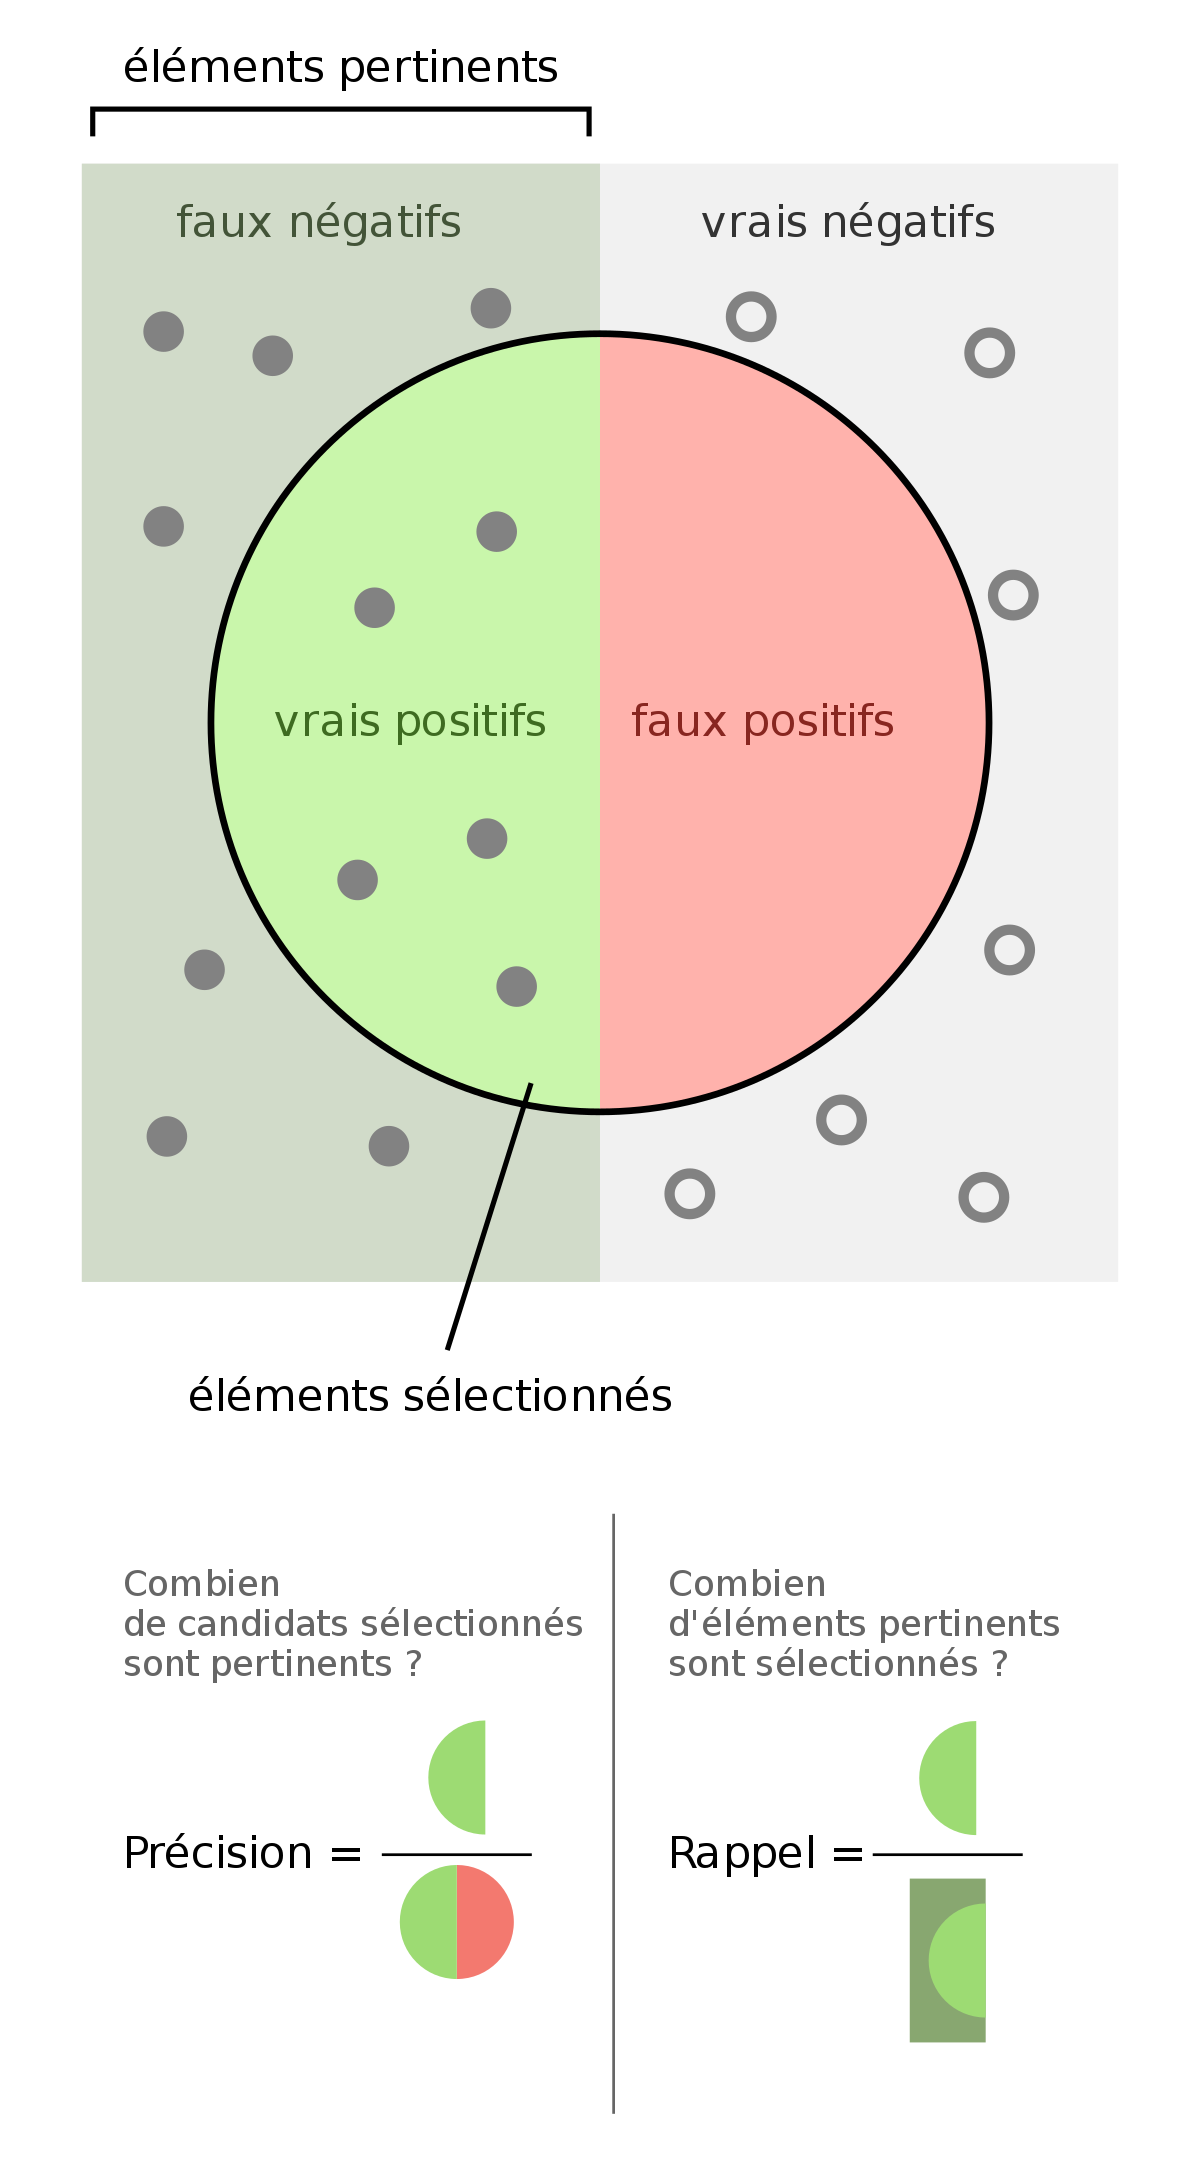 éléments pertinents
faux négatifs
vrais négatifs
vrais positifs
faux positifs
éléments sélectionnés
Combien
de candidats sélectionnés
sont pertinents ?
Précision =
Combien
d'éléments pertinents
sont sélectionnés ?
Rappel =